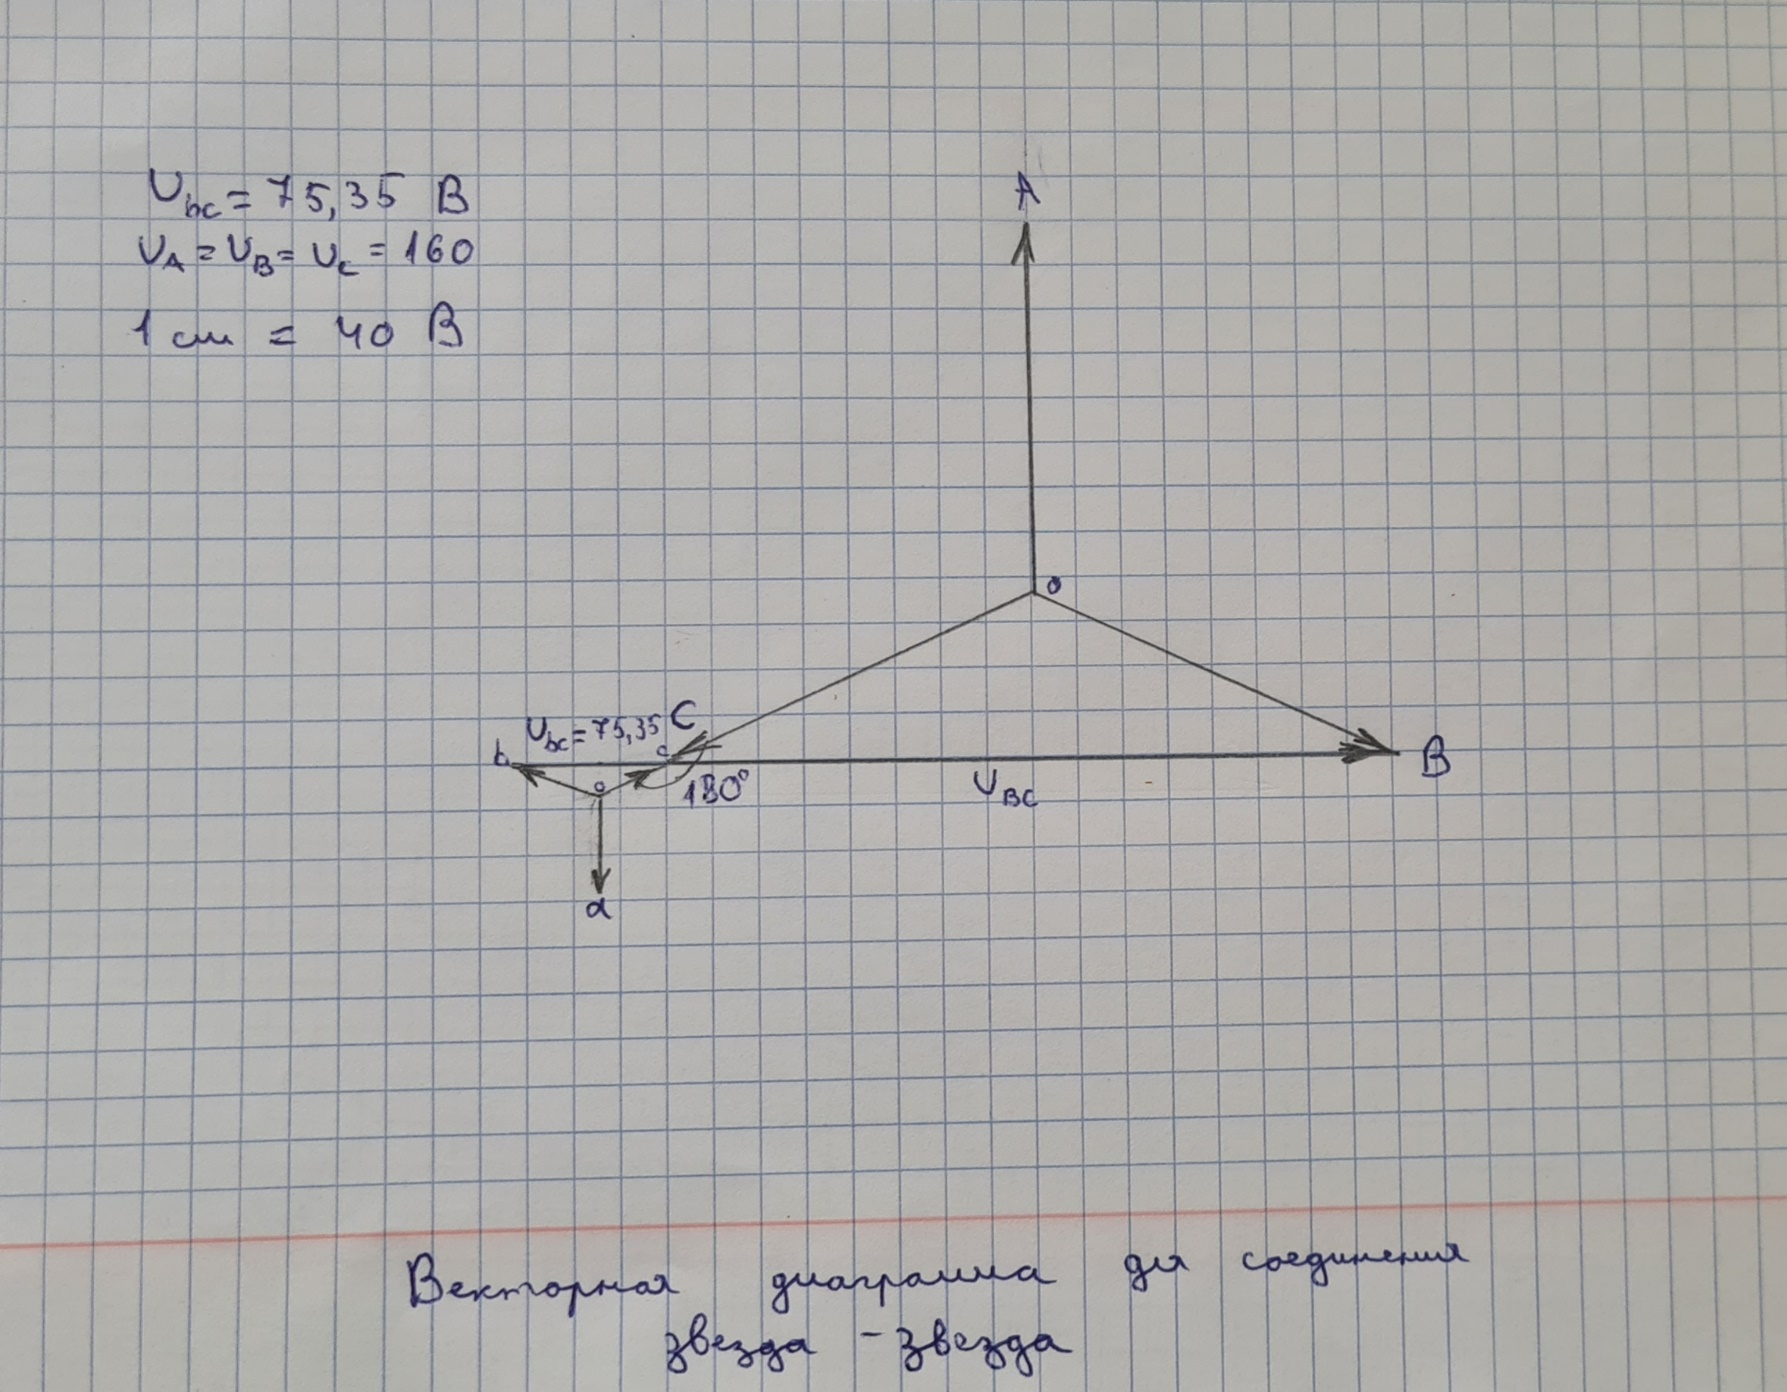 U_bc = 75,35 В
U_A = U_B = U_C = 160
1 см = 40 В
A
o
U_bc = 75,35 C
b
c
B
180°
U_BC
o
a
Векторная диаграмма для соединения
звезда - звезда